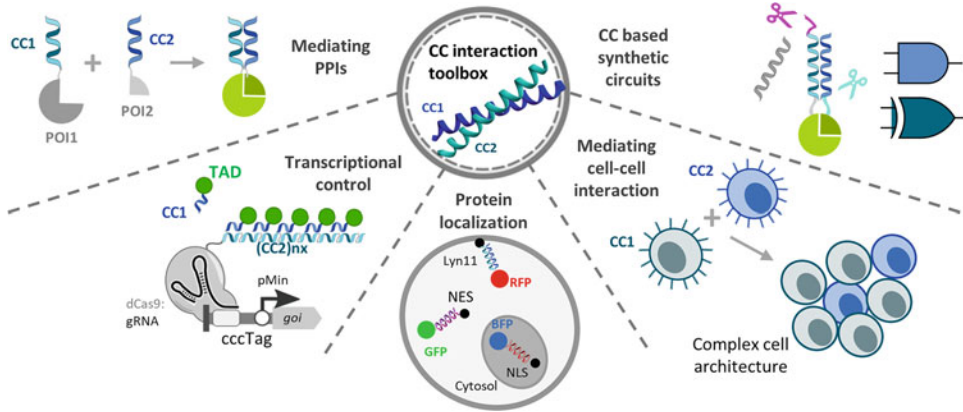 CC1
CC2
POI1
POI2
Mediating
PPIs
CC interaction
toolbox
CC1
CC2
CC based
synthetic
circuits
Transcriptional
control
TAD
CC1
(CC2)nx
dCas9:
gRNA
pMin
goi
cccTag
Protein
localization
Lyn11
RFP
NES
GFP
BFP
NLS
Cytosol
Mediating
cell-cell
interaction
CC2
CC1
Complex cell
architecture